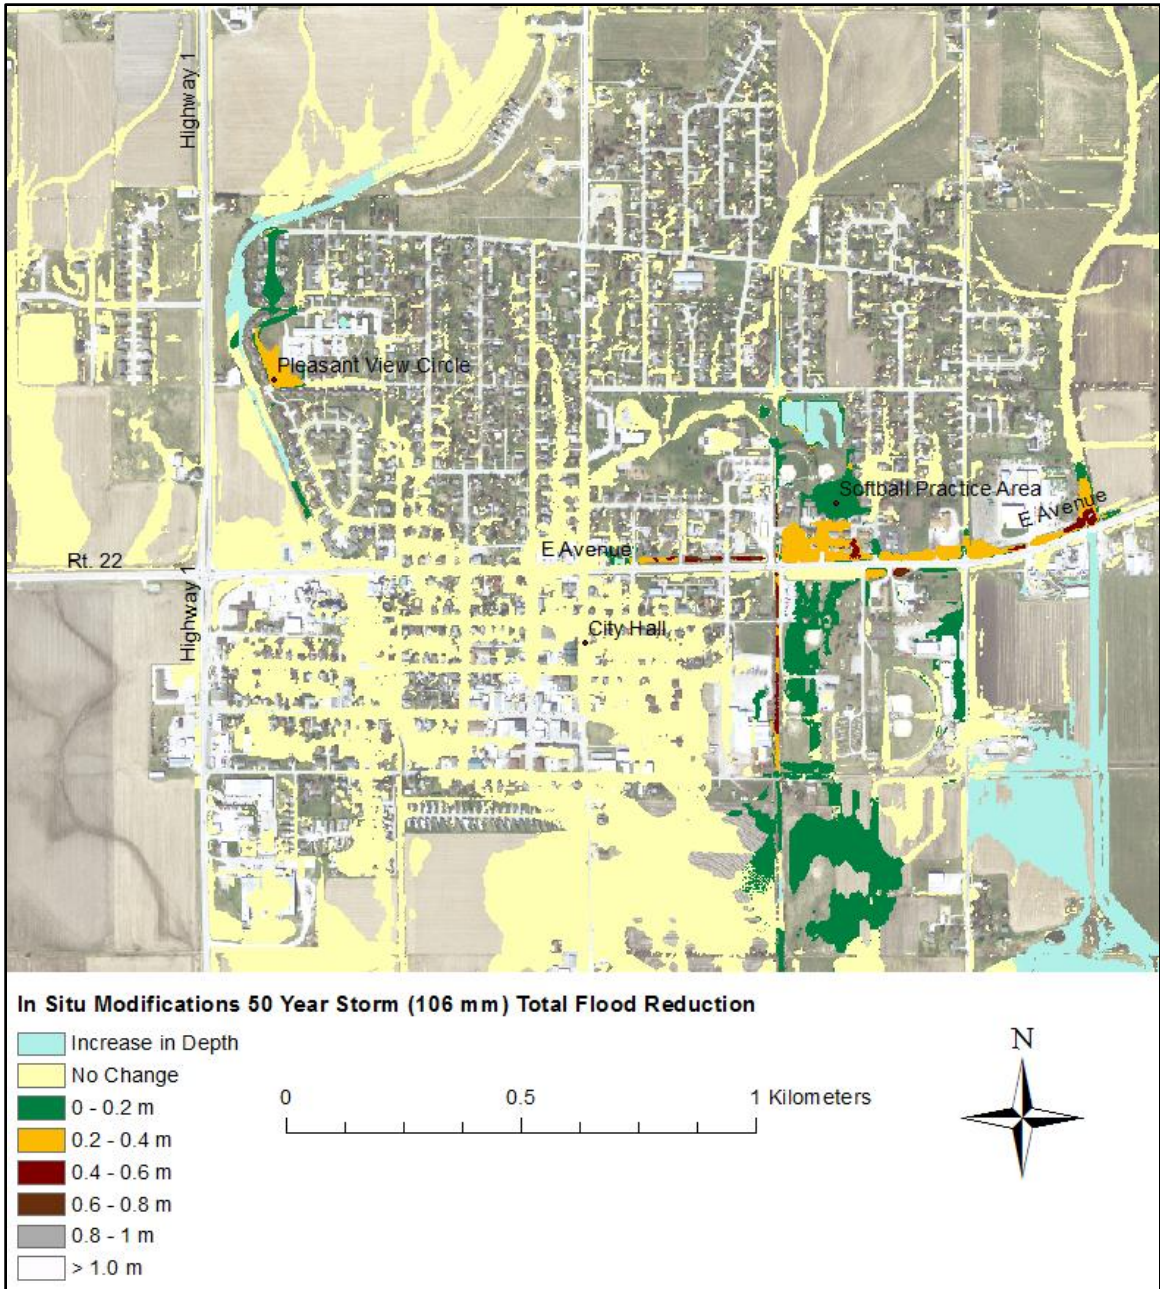 Highway 1
Pleasant View Circle
Softball Practice Area
E Avenue
E Avenue
Rt. 22
City Hall
Highway 1
In Situ Modifications 50 Year Storm (106 mm) Total Flood Reduction
Increase in Depth
No Change
0 - 0.2 m
0.2 - 0.4 m
0.4 - 0.6 m
0.6 - 0.8 m
0.8 - 1 m
> 1.0 m
0 0.5 1 Kilometers
N